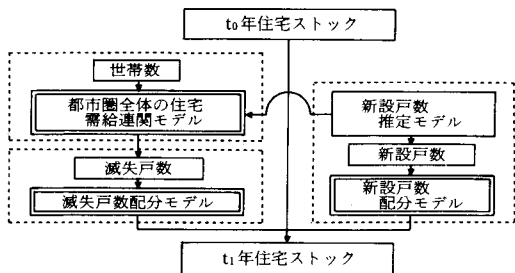 t₀年住宅ストック
世帯数
都市圏全体の住宅
需給連関モデル
新設戸数
推定モデル
滅失戸数
新設戸数
滅失戸数配分モデル
新設戸数
配分モデル
t₁年住宅ストック